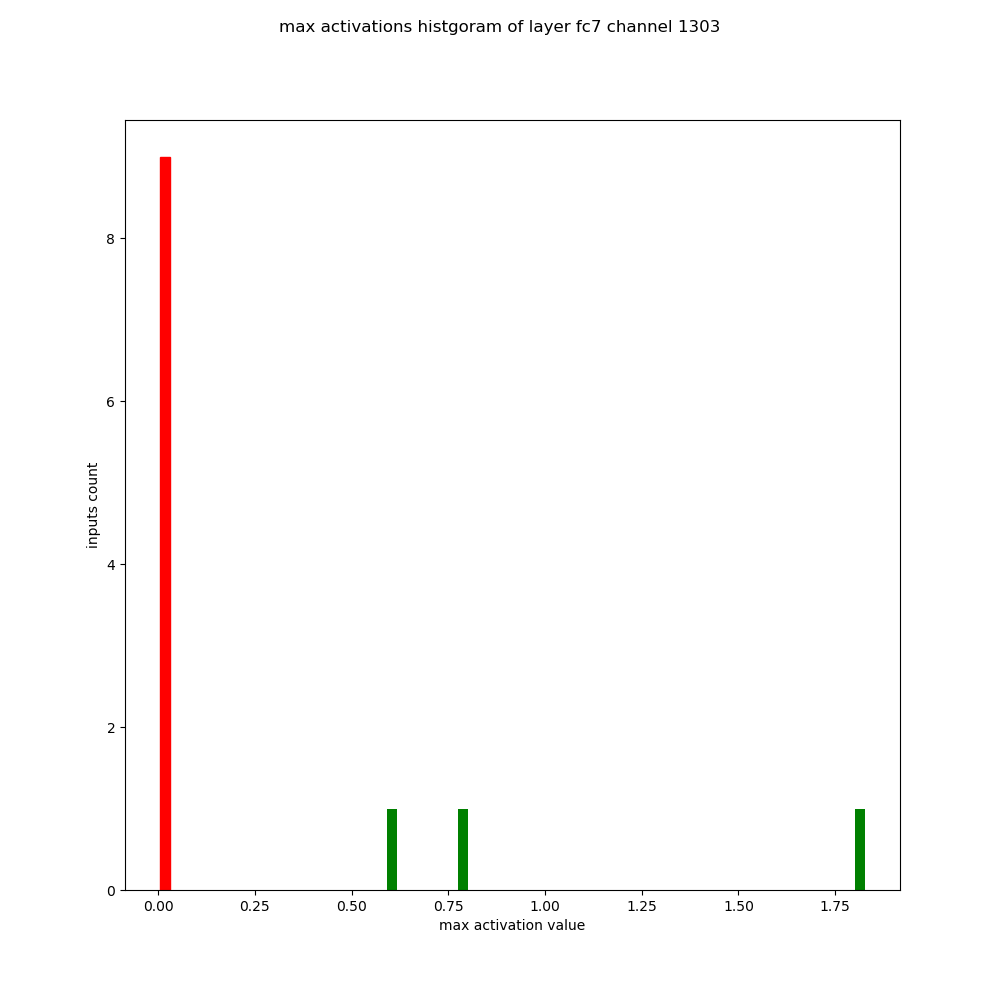 max activations histgoram of layer fc7 channel 1303
8
6
4
2
0
inputs count
0.00 0.25 0.50 0.75 1.00 1.25 1.50 1.75
max activation value